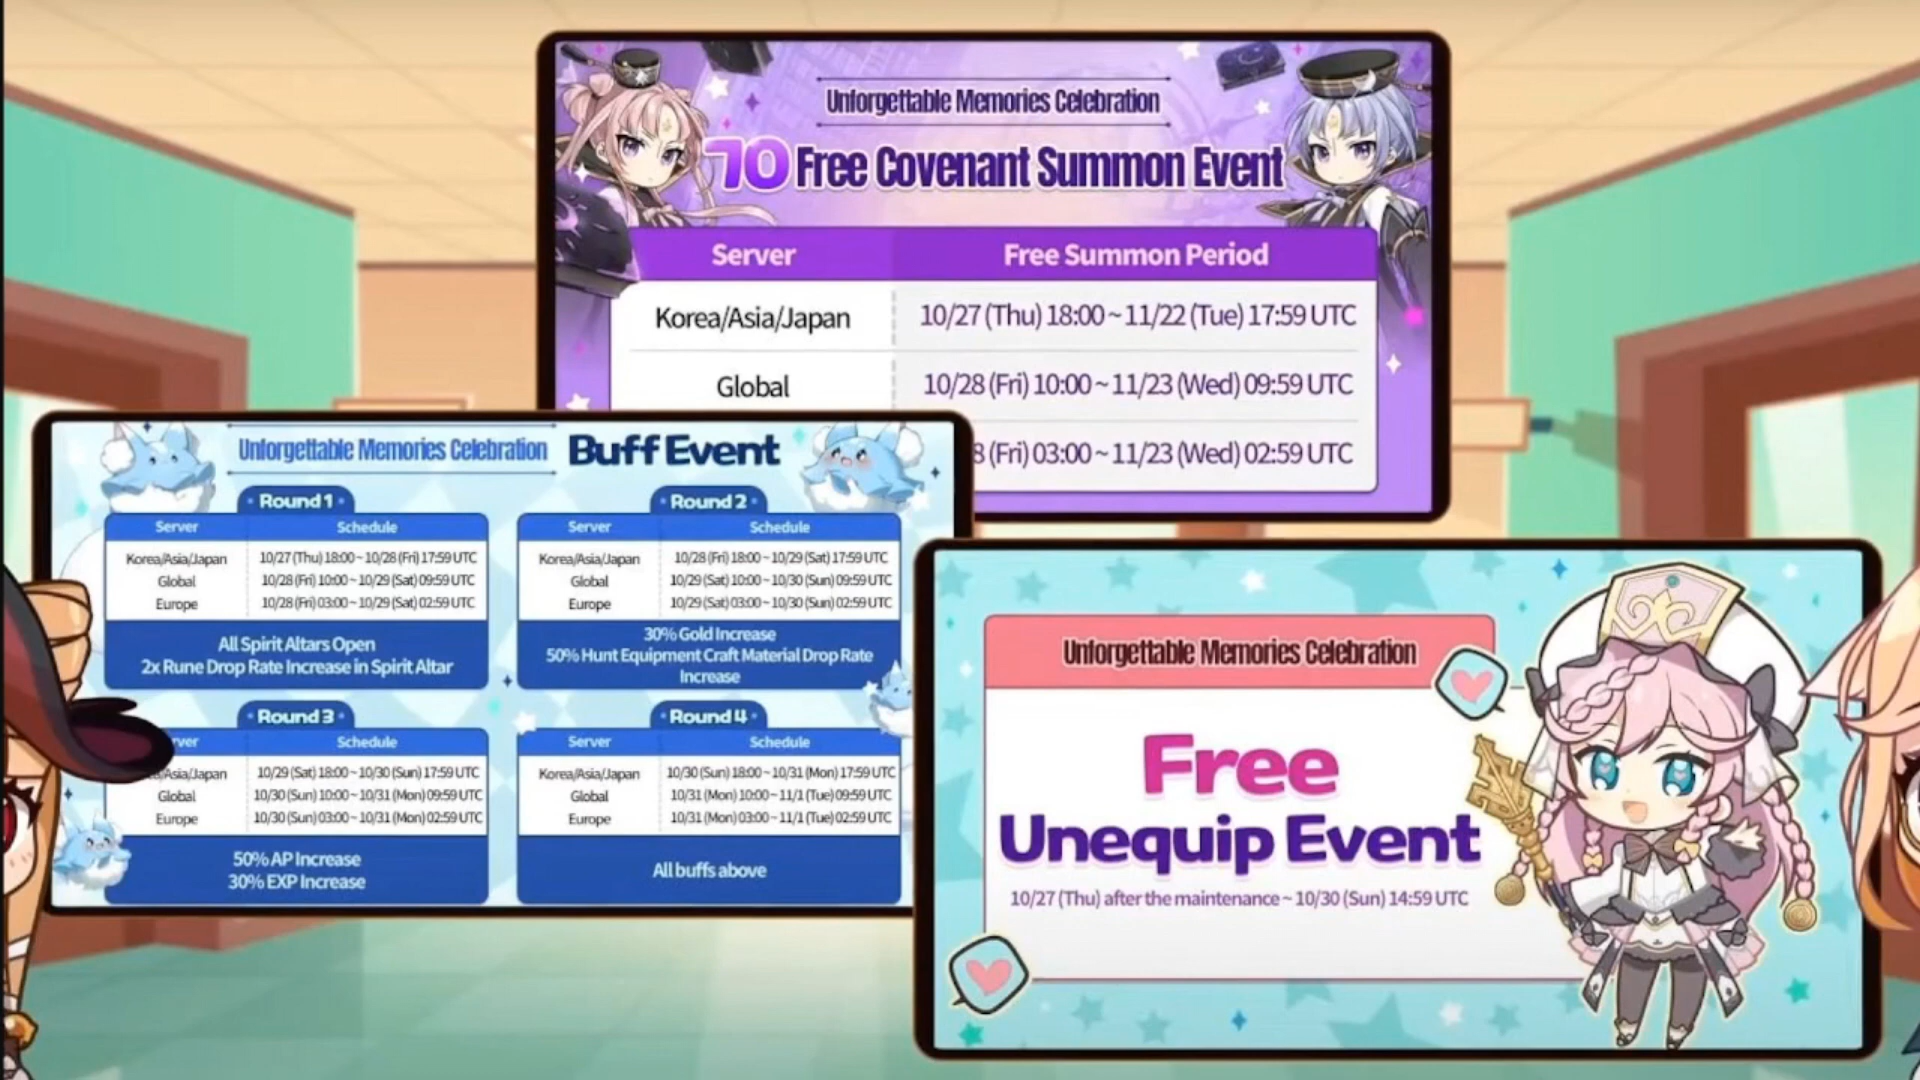 Unforgettable Memories Celebration
70 Free Covenant Summon Event
Server Free Summon Period
Korea/Asia/Japan 10/27 (Thu) 18:00 ~ 11/22 (Tue) 17:59 UTC
Global 10/28 (Fri) 10:00 ~ 11/23 (Wed) 09:59 UTC
8 (Fri) 03:00 ~ 11/23 (Wed) 02:59 UTC
Unforgettable Memories Celebration Buff Event
Round 1
Server Schedule
Korea/Asia/Japan 10/27 (Thu) 18:00 ~ 10/28 (Fri) 17:59 UTC
Global 10/28 (Fri) 10:00 ~ 10/29 (Sat) 09:59 UTC
Europe 10/28 (Fri) 03:00 ~ 10/29 (Sat) 02:59 UTC
All Spirit Altars Open
2x Rune Drop Rate Increase in Spirit Altar
Round 2
Server Schedule
Korea/Asia/Japan 10/28 (Fri) 18:00 ~ 10/29 (Sat) 17:59 UTC
Global 10/29 (Sat) 10:00 ~ 10/30 (Sun) 09:59 UTC
Europe 10/29 (Sat) 03:00 ~ 10/30 (Sun) 02:59 UTC
30% Gold Increase
50% Hunt Equipment Craft Material Drop Rate
Increase
Round 3
rver Schedule
/Asia/Japan 10/29 (Sat) 18:00 ~ 10/30 (Sun) 17:59 UTC
Global 10/30 (Sun) 10:00 ~ 10/31 (Mon) 09:59 UTC
Europe 10/30 (Sun) 03:00 ~ 10/31 (Mon) 02:59 UTC
50% AP Increase
30% EXP Increase
Round 4
Server Schedule
Korea/Asia/Japan 10/30 (Sun) 18:00 ~ 10/31 (Mon) 17:59 UTC
Global 10/31 (Mon) 10:00 ~ 11/1 (Tue) 09:59 UTC
Europe 10/31 (Mon) 03:00 ~ 11/1 (Tue) 02:59 UTC
All buffs above
Unforgettable Memories Celebration
Free
Unequip Event
10/27 (Thu) after the maintenance ~ 10/30 (Sun) 14:59 UTC